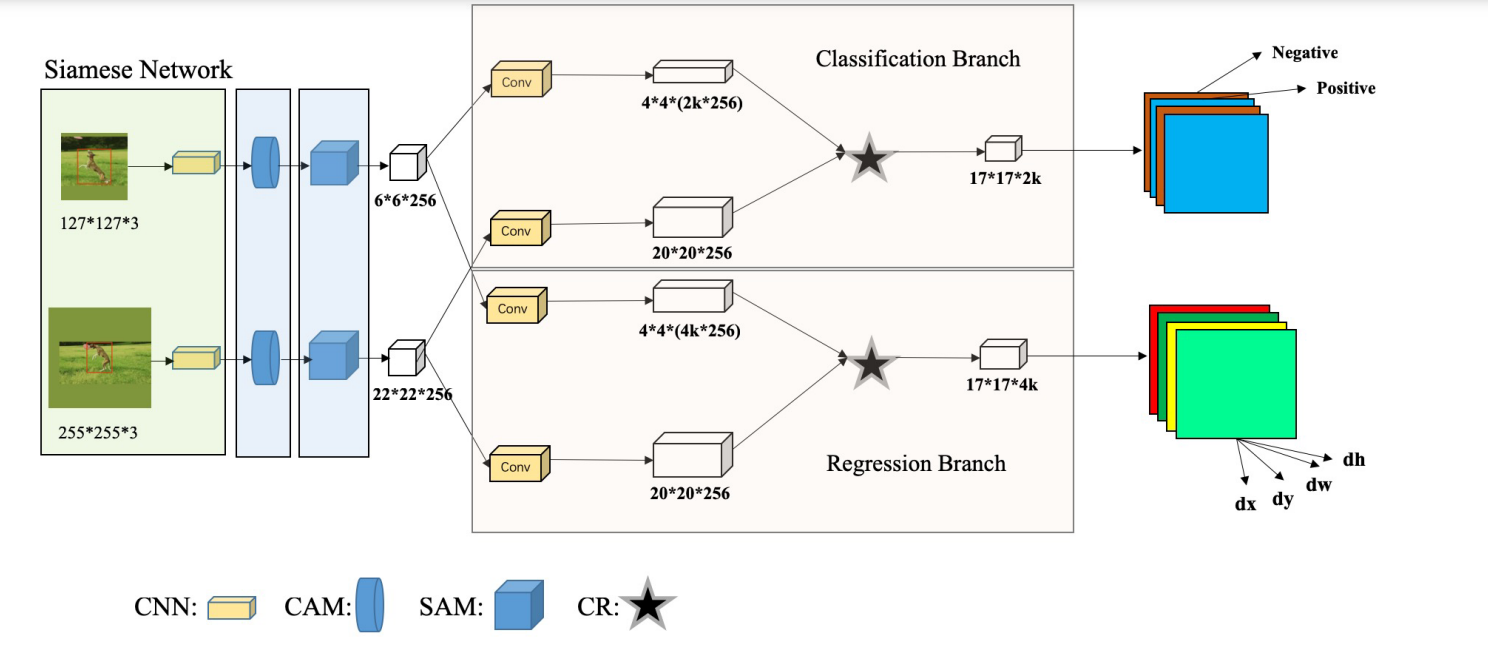 Siamese Network
127*127*3
255*255*3
6*6*256
22*22*256
Classification Branch
Conv
4*4*(2k*256)
Conv
20*20*256
17*17*2k
Conv
4*4*(4k*256)
17*17*4k
Regression Branch
Conv
20*20*256
Negative
Positive
dh
dw
dy
dx
CNN:
CAM:
SAM:
CR: